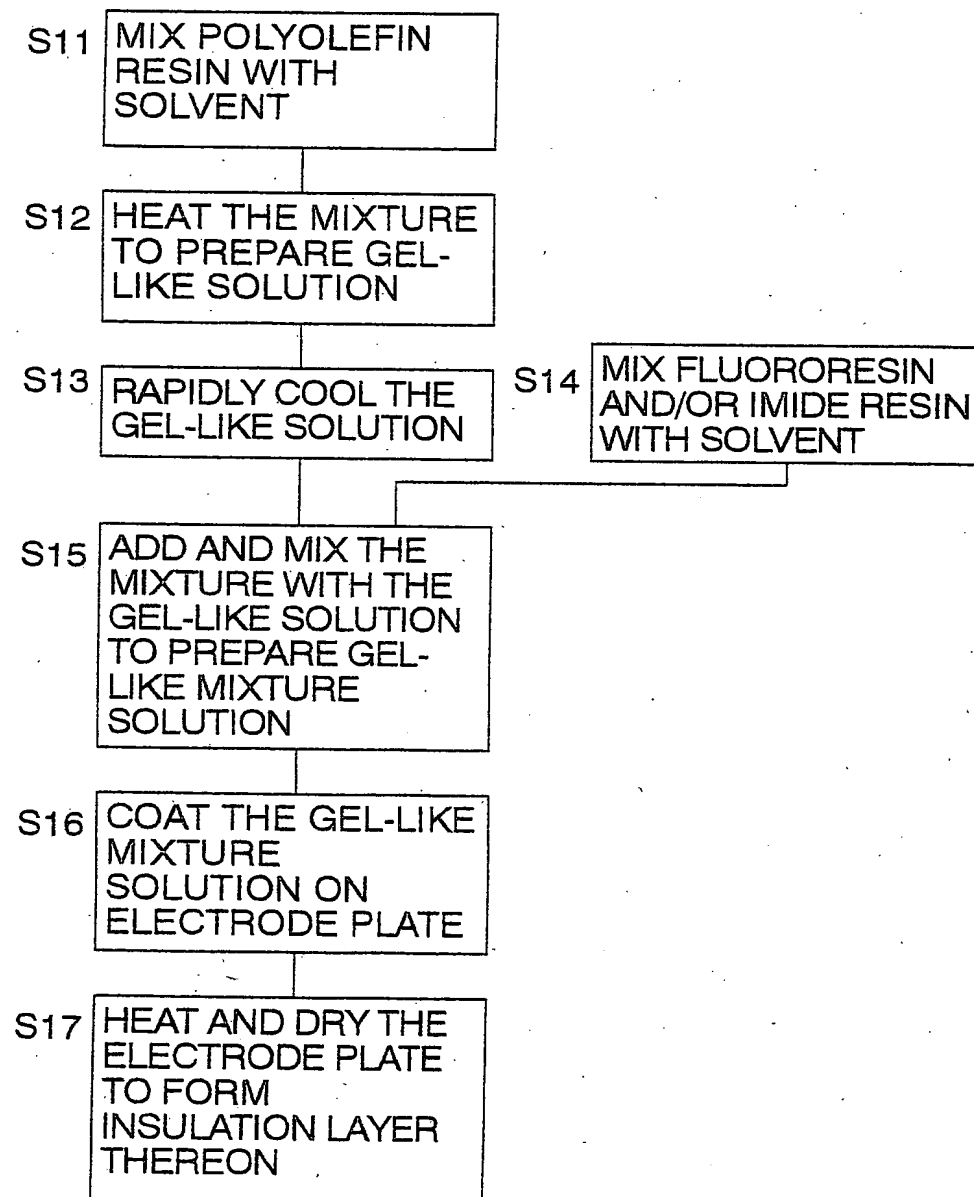 S11
MIX POLYOLEFIN
RESIN WITH
SOLVENT
S12
HEAT THE MIXTURE
TO PREPARE GEL-
LIKE SOLUTION
S13
RAPIDLY COOL THE
GEL-LIKE SOLUTION
S14
MIX FLUORORESIN
AND/OR IMIDE RESIN
WITH SOLVENT
S15
ADD AND MIX THE
MIXTURE WITH THE
GEL-LIKE SOLUTION
TO PREPARE GEL-
LIKE MIXTURE
SOLUTION
S16
COAT THE GEL-LIKE
MIXTURE
SOLUTION ON
ELECTRODE PLATE
S17
HEAT AND DRY THE
ELECTRODE PLATE
TO FORM
INSULATION LAYER
THEREON